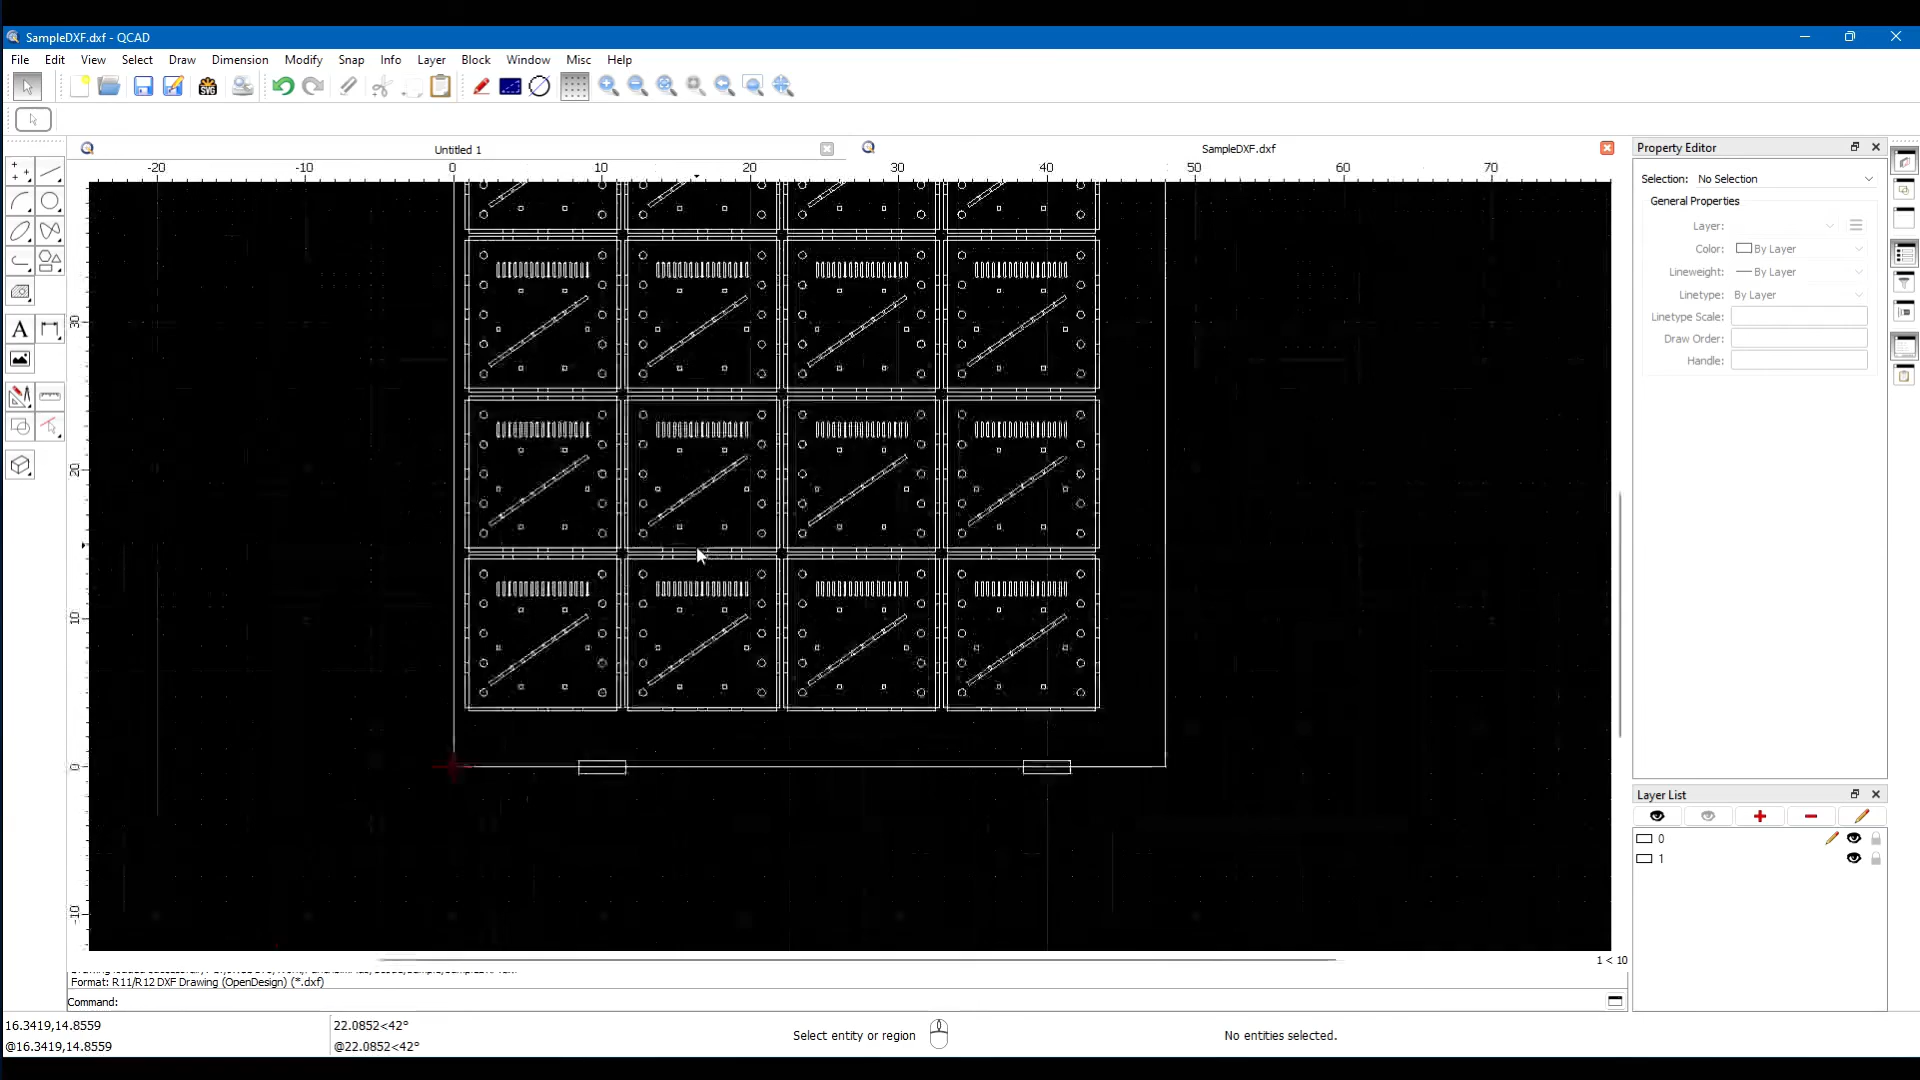 SampleDXF.dxf - QCAD
File Edit View Select Draw Dimension Modify Snap Info Layer Block Window Misc Help
SVG
Untitled 1
SampleDXF.dxf
-20 -10 0 10 20 30 40 50 60 70
30
20
10
0
-10
Property Editor
Selection: No Selection
General Properties
Layer:
Color: By Layer
Lineweight: By Layer
Linetype: By Layer
Linetype Scale:
Draw Order:
Handle:
Layer List
0
1
1 < 10
Format: R11/R12 DXF Drawing (OpenDesign) (*.dxf)
Command:
16.3419,14.8559
@16.3419,14.8559
22.0852<42°
@22.0852<42°
Select entity or region
No entities selected.